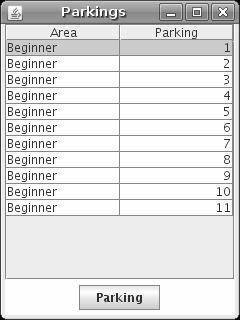 Parkings
Area Parking
Beginner 1
Beginner 2
Beginner 3
Beginner 4
Beginner 5
Beginner 6
Beginner 7
Beginner 8
Beginner 9
Beginner 10
Beginner 11
Parking